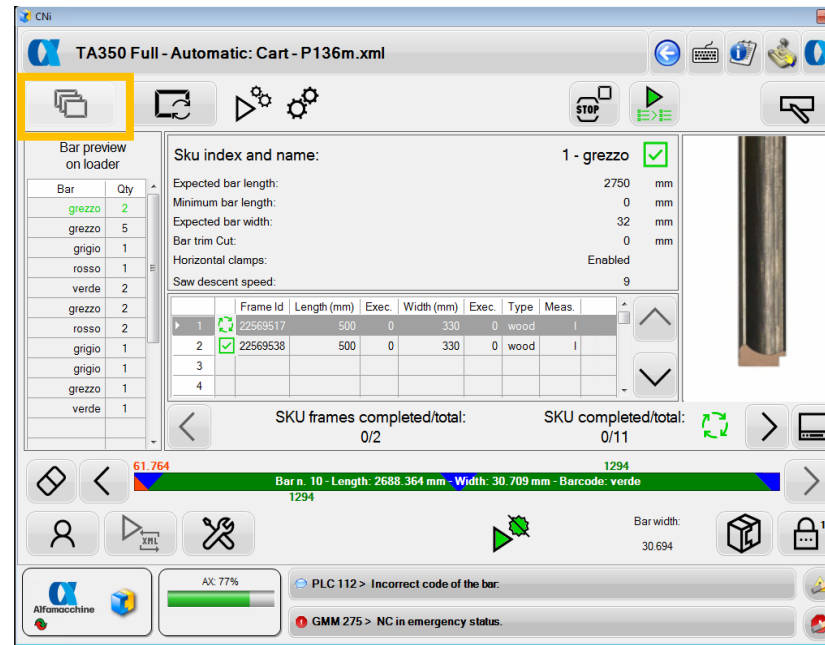 CNi
TA350 Full - Automatic: Cart - P136m.xml
STOP
Bar preview
on loader
Bar Qty
grezzo 2
grezzo 5
grigio 1
rosso 1
verde 2
grezzo 2
rosso 2
grigio 1
grigio 1
grezzo 1
verde 1
Sku index and name: 1 - grezzo
Expected bar length: 2750 mm
Minimum bar length: 0 mm
Expected bar width: 32 mm
Bar trim Cut: 0 mm
Horizontal clamps: Enabled
Saw descent speed: 9
Frame Id Length (mm) Exec. Width (mm) Exec. Type Meas.
1 22569517 500 0 330 0 wood I
2 22569538 500 0 330 0 wood I
3
4
SKU frames completed/total: SKU completed/total:
0/2 0/11
61.764 1294
Bar n. 10 - Length: 2688.364 mm - Width: 30.709 mm - Barcode: verde
1294
XML
Bar width:
30.694
1
AX: 77%
PLC 112 > Incorrect code of the bar:
Alfamacchine
GMM 275 > NC in emergency status.